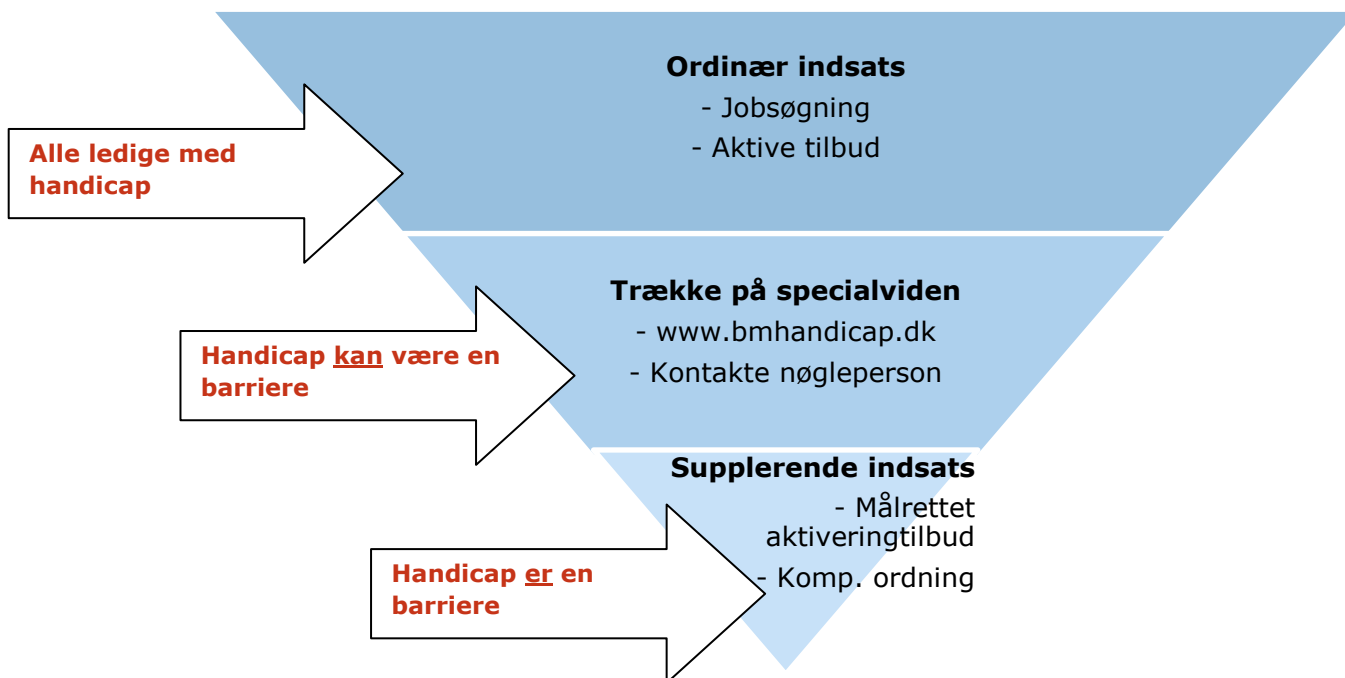 Ordinær indsats
- Jobsøgning
- Aktive tilbud
Alle ledige med
handicap
Trække på specialviden
- www.bmhandicap.dk
- Kontakte nøgleperson
Handicap kan være en
barriere
Supplerende indsats
- Målrettet
aktiveringtilbud
- Komp. ordning
Handicap er en
barriere